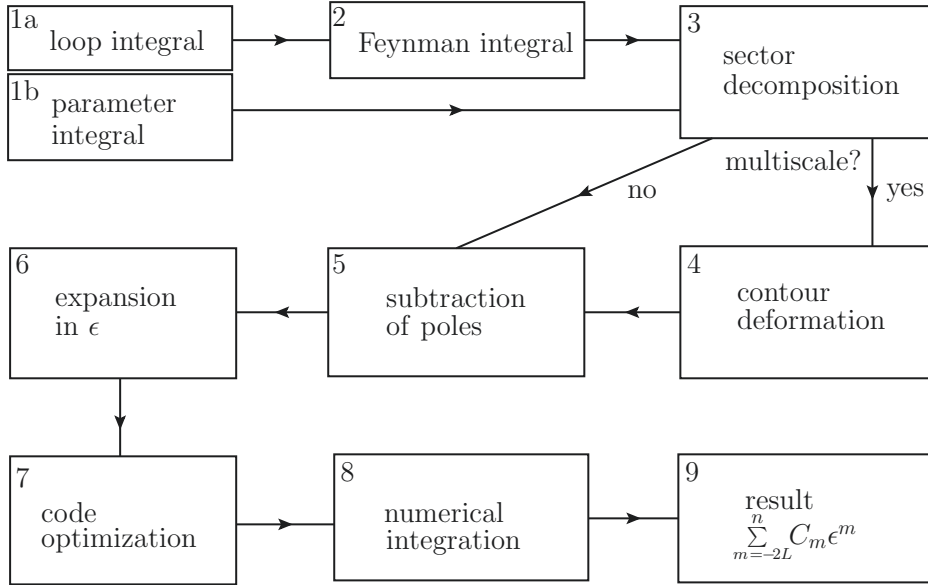 1a
loop integral
1b
parameter
integral
2
Feynman integral
3
sector
decomposition
multiscale?
no
yes
4
contour
deformation
5
subtraction
of poles
6
expansion
in ϵ
7
code
optimization
8
numerical
integration
9
result
n
∑ C_m ϵ^m
m=-2L